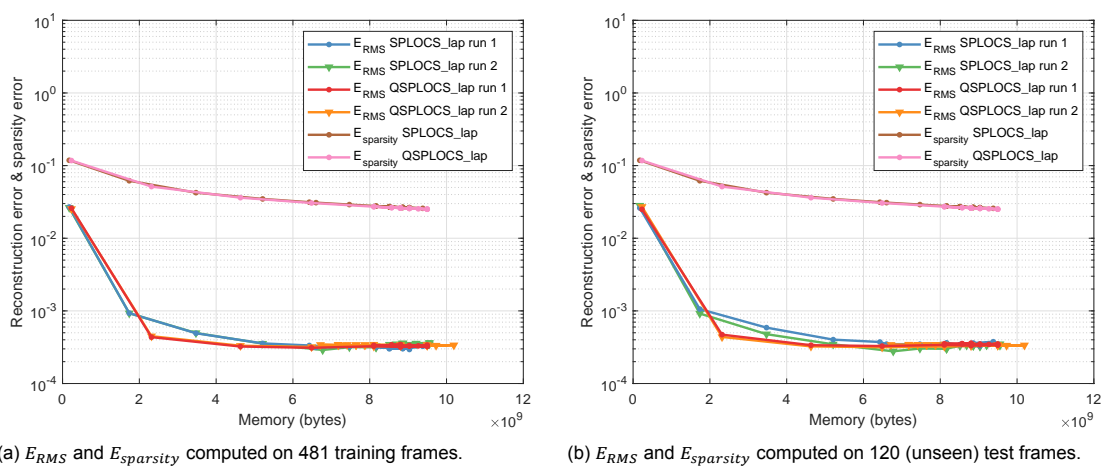 10^1
10^0
10^-1
10^-2
10^-3
10^-4
Reconstruction error & sparsity error
E_RMS SPLOCS_lap run 1
E_RMS SPLOCS_lap run 2
E_RMS QSPLOCS_lap run 1
E_RMS QSPLOCS_lap run 2
E_sparsity SPLOCS_lap
E_sparsity QSPLOCS_lap
0 2 4 6 8 10 12
Memory (bytes)
×10^9
(a) E_RMS and E_sparsity computed on 481 training frames.
10^1
10^0
10^-1
10^-2
10^-3
10^-4
Reconstruction error & sparsity error
E_RMS SPLOCS_lap run 1
E_RMS SPLOCS_lap run 2
E_RMS QSPLOCS_lap run 1
E_RMS QSPLOCS_lap run 2
E_sparsity SPLOCS_lap
E_sparsity QSPLOCS_lap
0 2 4 6 8 10 12
Memory (bytes)
×10^9
(b) E_RMS and E_sparsity computed on 120 (unseen) test frames.